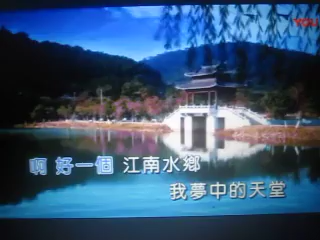 啊 好一個 江南水鄉
我夢中的天堂